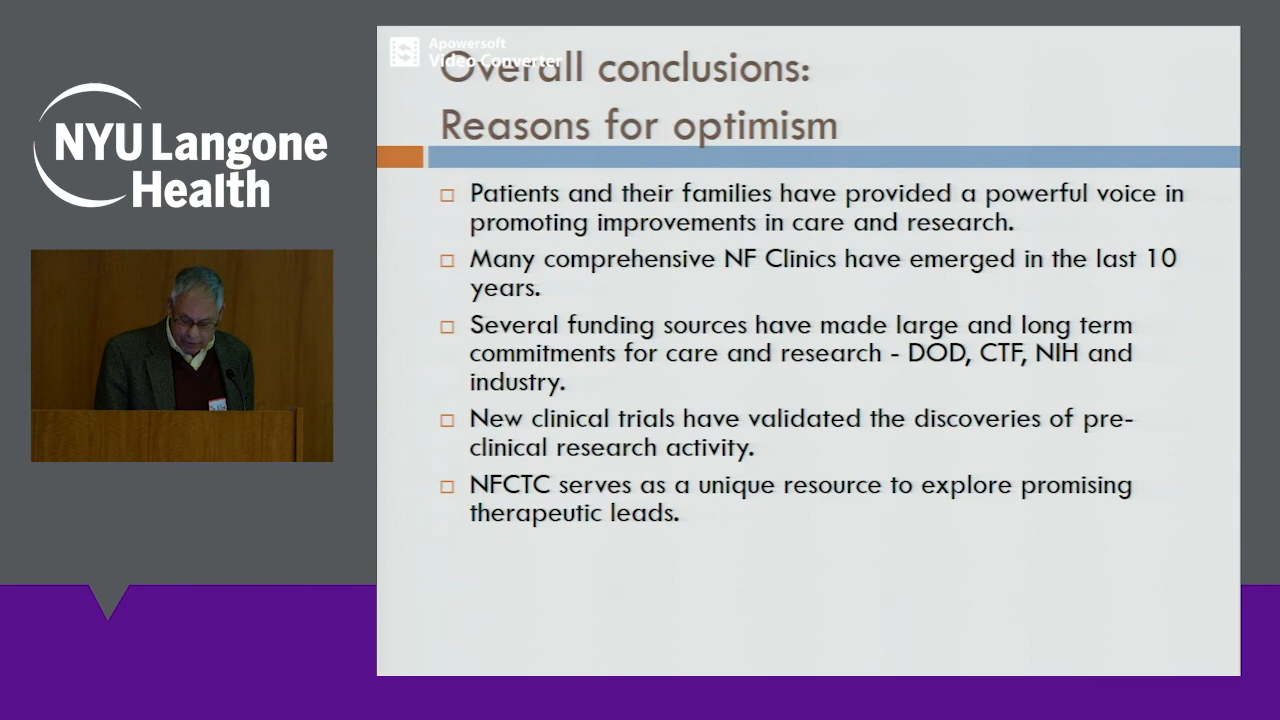 NYU Langone
Health
Apowersoft
Video Converter
Overall conclusions:
Reasons for optimism
Patients and their families have provided a powerful voice in
promoting improvements in care and research.
Many comprehensive NF Clinics have emerged in the last 10
years.
Several funding sources have made large and long term
commitments for care and research - DOD, CTF, NIH and
industry.
New clinical trials have validated the discoveries of pre-
clinical research activity.
NFCTC serves as a unique resource to explore promising
therapeutic leads.